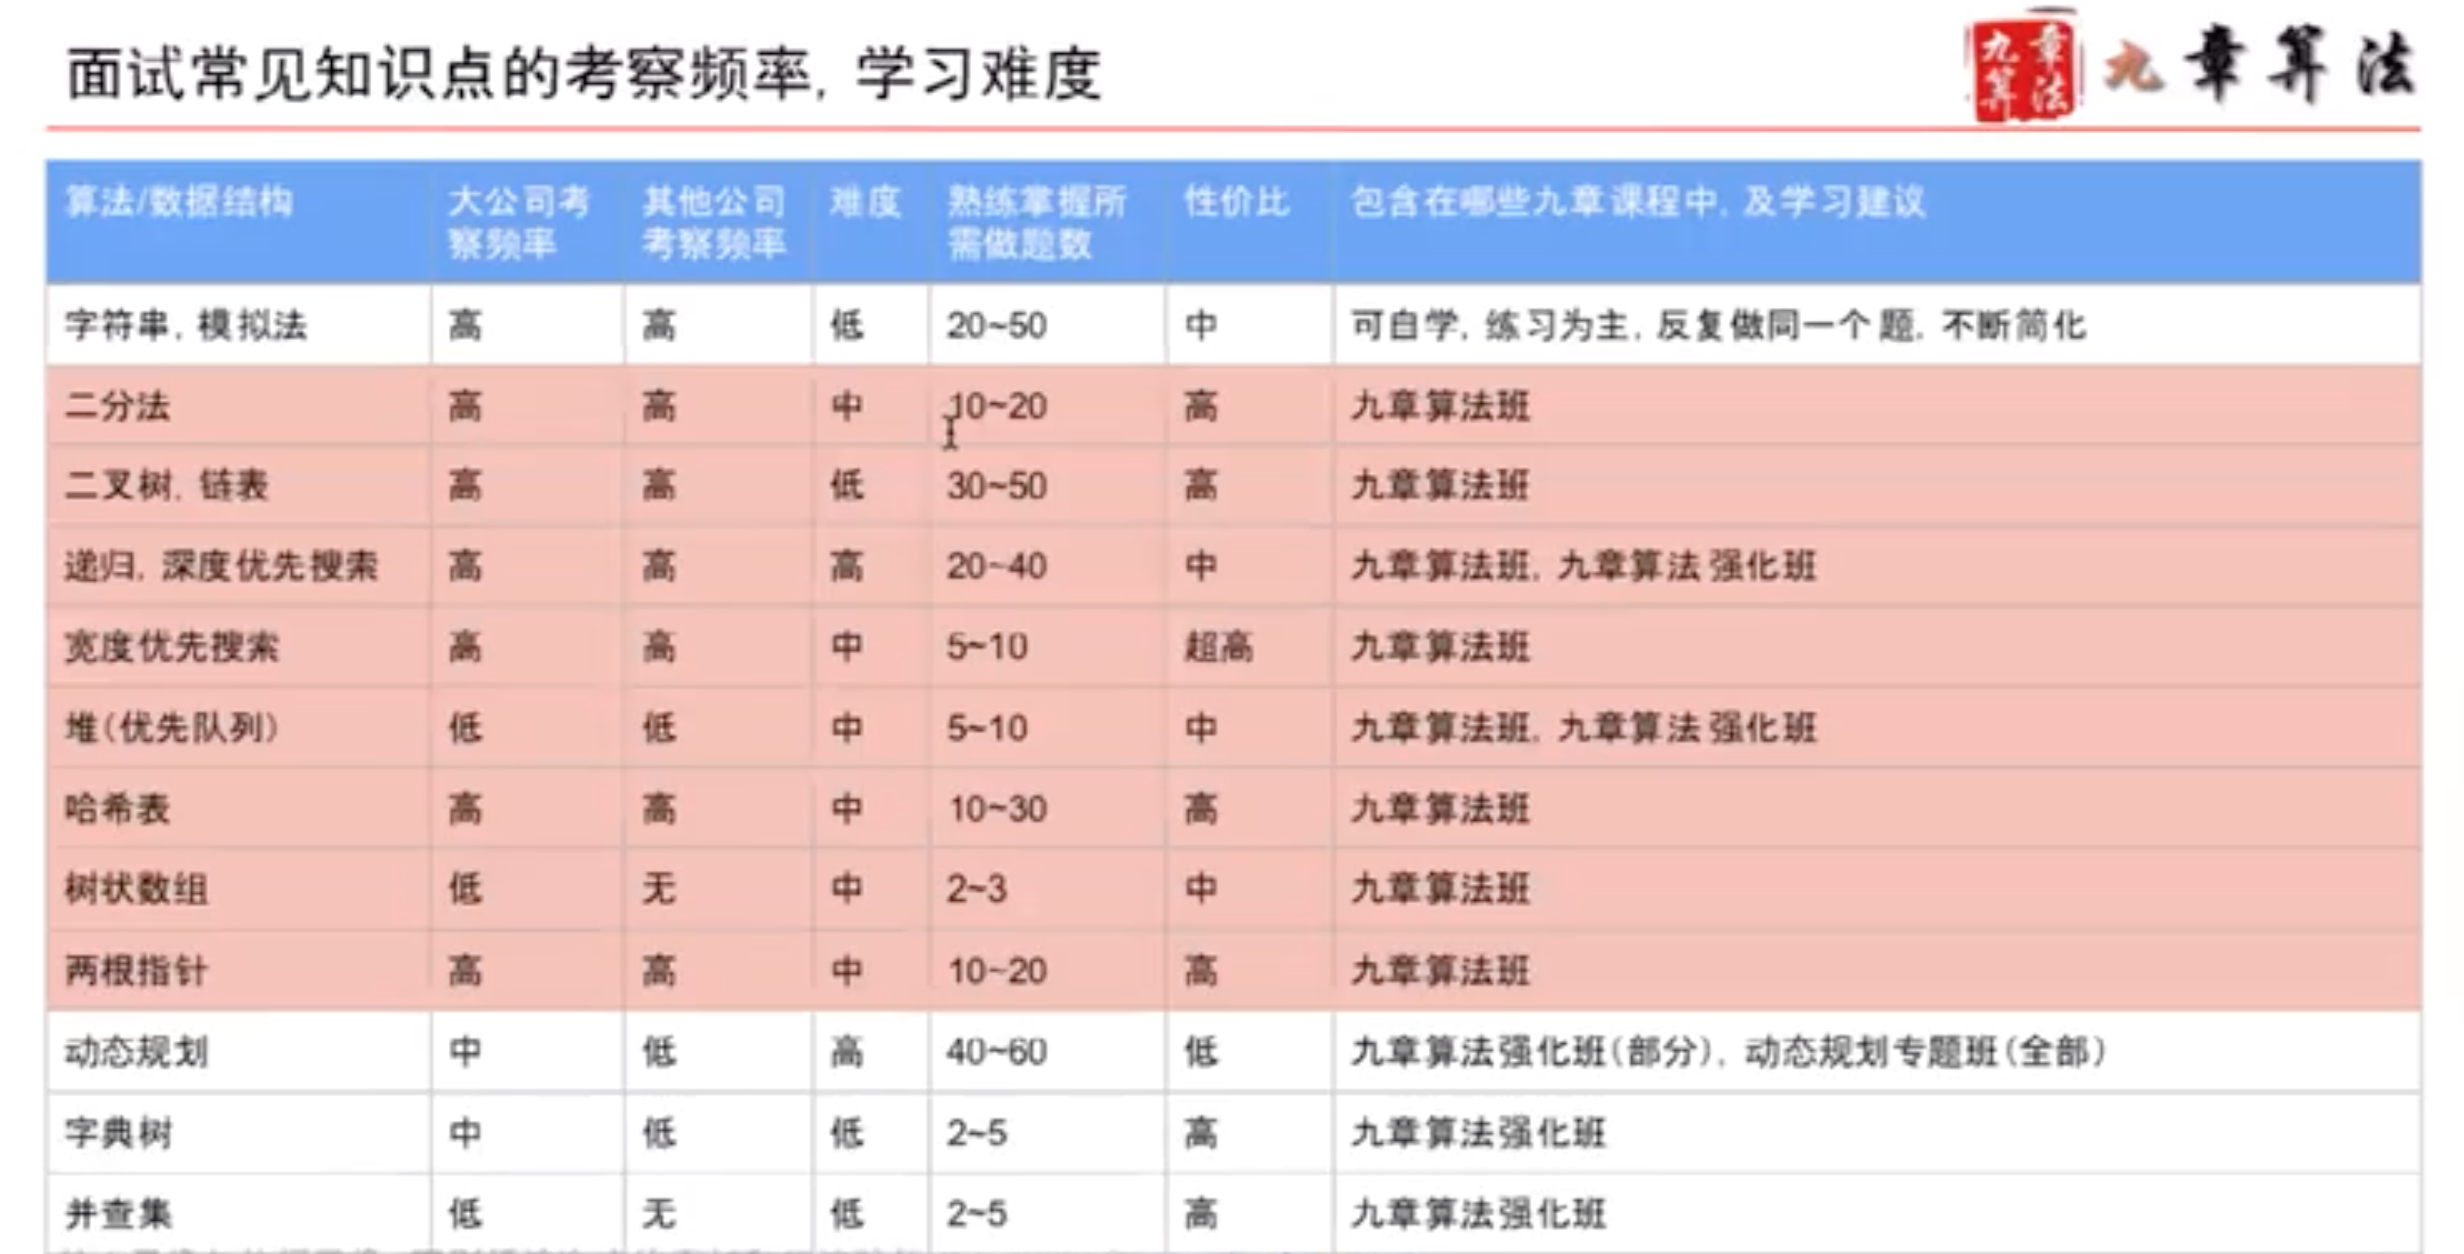 面试常见知识点的考察频率, 学习难度
九章算法
九章算法
算法/数据结构 大公司考察频率 其他公司考察频率 难度 熟练掌握所需做题数 性价比 包含在哪些九章课程中, 及学习建议
字符串, 模拟法 高 高 低 20~50 中 可自学, 练习为主, 反复做同一个题, 不断简化
二分法 高 高 中 10~20 高 九章算法班
二叉树, 链表 高 高 低 30~50 高 九章算法班
递归, 深度优先搜索 高 高 高 20~40 中 九章算法班, 九章算法强化班
宽度优先搜索 高 高 中 5~10 超高 九章算法班
堆(优先队列) 低 低 中 5~10 中 九章算法班, 九章算法强化班
哈希表 高 高 中 10~30 高 九章算法班
树状数组 低 无 中 2~3 中 九章算法班
两根指针 高 高 中 10~20 高 九章算法班
动态规划 中 低 高 40~60 低 九章算法强化班(部分), 动态规划专题班(全部)
字典树 中 低 低 2~5 高 九章算法强化班
并查集 低 无 低 2~5 高 九章算法强化班